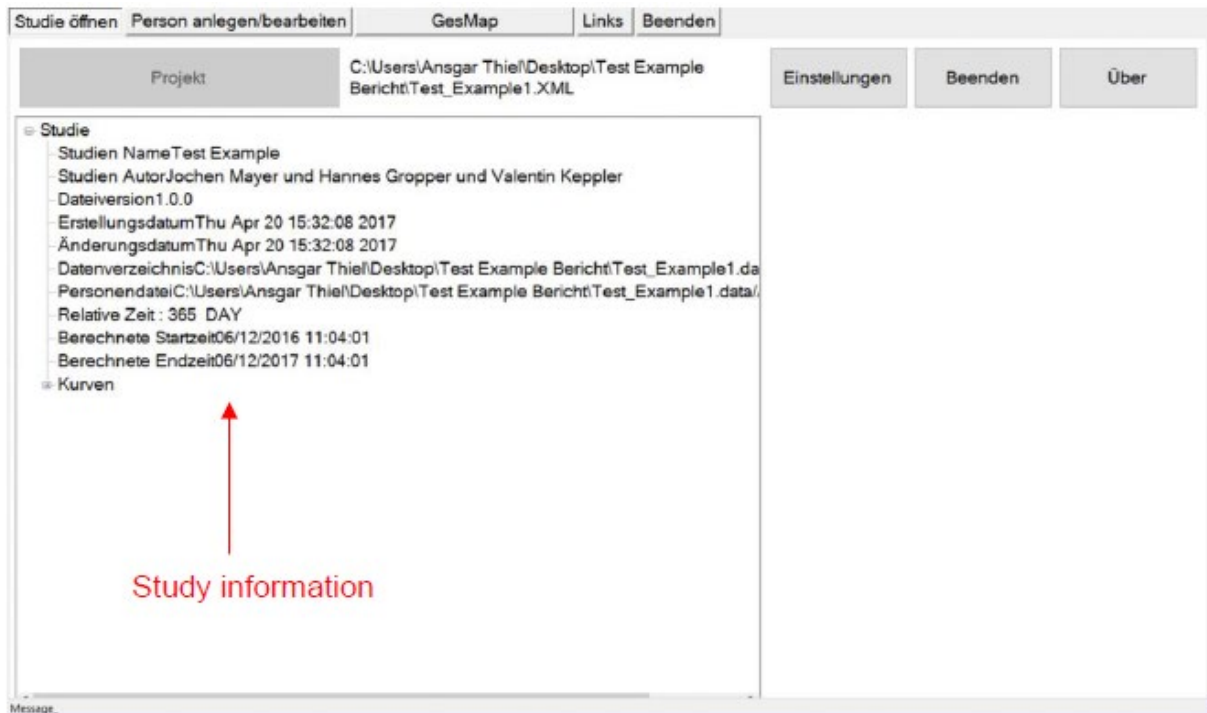 Studie öffnen Person anlegen/bearbeiten GesMap Links Beenden
Projekt
C:\Users\Ansgar Thiel\Desktop\Test Example
Bericht\Test_Example1.XML
Einstellungen Beenden Über
Studie
Studien NameTest Example
Studien AutorJochen Mayer und Hannes Gropper und Valentin Keppler
Dateiversion1.0.0
ErstellungsdatumThu Apr 20 15:32:08 2017
ÄnderungsdatumThu Apr 20 15:32:08 2017
DatenverzeichnisC:\Users\Ansgar Thiel\Desktop\Test Example Bericht\Test_Example1.da
PersonendateiC:\Users\Ansgar Thiel\Desktop\Test Example Bericht\Test_Example1.data/
Relative Zeit : 365 DAY
Berechnete Startzeit06/12/2016 11:04:01
Berechnete Endzeit06/12/2017 11:04:01
Kurven
Study information
Message